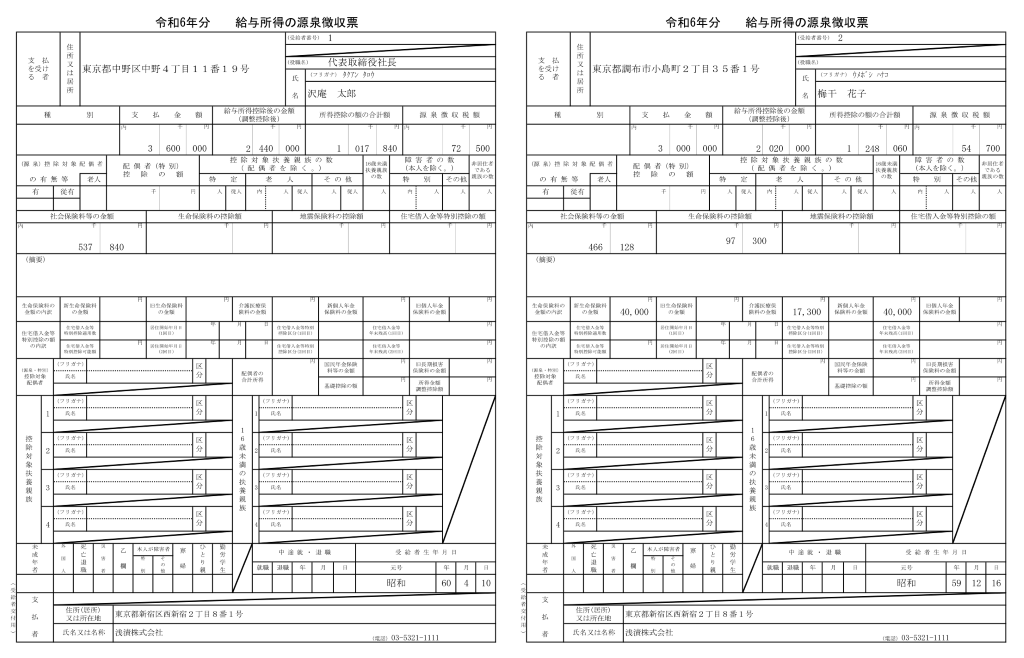 令和6年分　　給与所得の源泉徴収票
(受給者番号) 1
支払を受ける者
住所又は居所
東京都中野区中野４丁目１１番１９号
(役職名) 代表取締役社長
氏名
(フリガナ) タクアン タロウ
沢庵　太郎
種別
支払金額
給与所得控除後の金額(調整控除後)
所得控除の額の合計額
源泉徴収税額
内 千 円 千 円 千 円 内 千 円
3 600 000
2 440 000
1 017 840
72 500
(源泉)控除対象配偶者の有無等
老人
配偶者(特別)控除の額
控除対象扶養親族の数(配偶者を除く。)
特定
老人
その他
16歳未満扶養親族の数
障害者の数(本人を除く。)
特別
その他
非居住者である親族の数
有 従有
千 円 人 従人 内 人 従人 人 従人 人 内 人 人 人
社会保険料等の金額
生命保険料の控除額
地震保険料の控除額
住宅借入金等特別控除の額
内 千 円 千 円 千 円 千 円
537 840
(摘要)
生命保険料の金額の内訳
新生命保険料の金額
円
旧生命保険料の金額
円
介護医療保険料の金額
円
新個人年金保険料の金額
円
旧個人年金保険料の金額
円
住宅借入金等特別控除の額の内訳
住宅借入金等特別控除適用数
居住開始年月日(1回目)
年 月 日
住宅借入金等特別控除区分(1回目)
住宅借入金等年末残高(1回目)
円
住宅借入金等特別控除可能額
円
居住開始年月日(2回目)
年 月 日
住宅借入金等特別控除区分(2回目)
住宅借入金等年末残高(2回目)
円
(源泉・特別)控除対象配偶者
(フリガナ)
氏名
区分
配偶者の合計所得
円
国民年金保険料等の金額
円
旧長期損害保険料の金額
円
基礎控除の額
円
所得金額調整控除額
円
控除対象扶養親族
16歳未満の扶養親族
1 (フリガナ) 氏名 区分 1 (フリガナ) 氏名 区分
2 (フリガナ) 氏名 区分 2 (フリガナ) 氏名 区分
3 (フリガナ) 氏名 区分 3 (フリガナ) 氏名 区分
4 (フリガナ) 氏名 区分 4 (フリガナ) 氏名 区分
未成年者
外国人
死亡退職
災害者
乙欄
本人が障害者
特別
その他
寡婦
ひとり親
勤労学生
中途就・退職
受給者生年月日
就職 退職 年 月 日 元号 年 月 日
昭和 60 4 10
(受給者交付用)
支払者
住所(居所)又は所在地
東京都新宿区西新宿２丁目８番１号
氏名又は名称
浅漬株式会社
(電話) 03-5321-1111
令和6年分　　給与所得の源泉徴収票
(受給者番号) 2
支払を受ける者
住所又は居所
東京都調布市小島町２丁目３５番１号
(役職名)
氏名
(フリガナ) ウメボシ ハナコ
梅干　花子
種別
支払金額
給与所得控除後の金額(調整控除後)
所得控除の額の合計額
源泉徴収税額
内 千 円 千 円 千 円 内 千 円
3 000 000
2 020 000
1 248 060
54 700
(源泉)控除対象配偶者の有無等
老人
配偶者(特別)控除の額
控除対象扶養親族の数(配偶者を除く。)
特定
老人
その他
16歳未満扶養親族の数
障害者の数(本人を除く。)
特別
その他
非居住者である親族の数
有 従有
千 円 人 従人 内 人 従人 人 従人 人 内 人 人 人
社会保険料等の金額
生命保険料の控除額
地震保険料の控除額
住宅借入金等特別控除の額
内 千 円 千 円 千 円 千 円
466 128
97 300
(摘要)
生命保険料の金額の内訳
新生命保険料の金額
円
40,000
旧生命保険料の金額
円
介護医療保険料の金額
円
17,300
新個人年金保険料の金額
円
40,000
旧個人年金保険料の金額
円
住宅借入金等特別控除の額の内訳
住宅借入金等特別控除適用数
居住開始年月日(1回目)
年 月 日
住宅借入金等特別控除区分(1回目)
住宅借入金等年末残高(1回目)
円
住宅借入金等特別控除可能額
円
居住開始年月日(2回目)
年 月 日
住宅借入金等特別控除区分(2回目)
住宅借入金等年末残高(2回目)
円
(源泉・特別)控除対象配偶者
(フリガナ)
氏名
区分
配偶者の合計所得
円
国民年金保険料等の金額
円
旧長期損害保険料の金額
円
基礎控除の額
円
所得金額調整控除額
円
控除対象扶養親族
16歳未満の扶養親族
1 (フリガナ) 氏名 区分 1 (フリガナ) 氏名 区分
2 (フリガナ) 氏名 区分 2 (フリガナ) 氏名 区分
3 (フリガナ) 氏名 区分 3 (フリガナ) 氏名 区分
4 (フリガナ) 氏名 区分 4 (フリガナ) 氏名 区分
未成年者
外国人
死亡退職
災害者
乙欄
本人が障害者
特別
その他
寡婦
ひとり親
勤労学生
中途就・退職
受給者生年月日
就職 退職 年 月 日 元号 年 月 日
昭和 59 12 16
(受給者交付用)
支払者
住所(居所)又は所在地
東京都新宿区西新宿２丁目８番１号
氏名又は名称
浅漬株式会社
(電話) 03-5321-1111